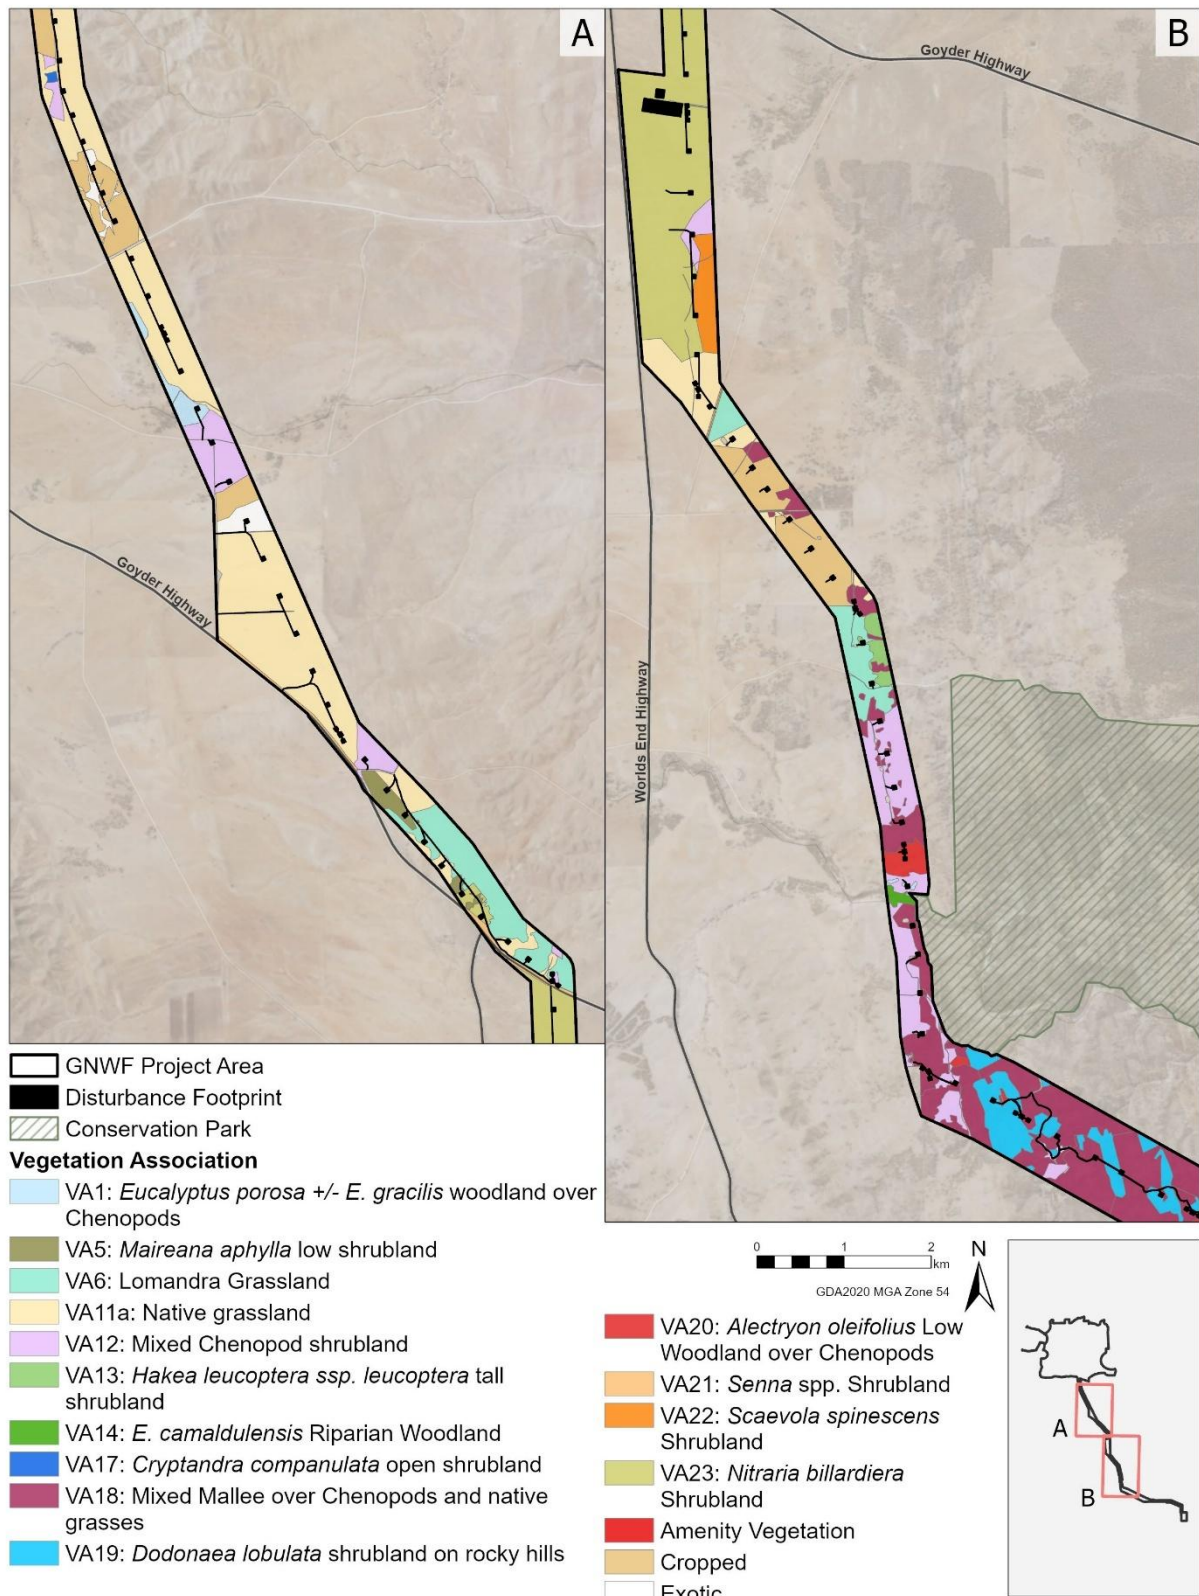 A
B
Goyder Highway
Goyder Highway
Worlds End Highway
GNWF Project Area
Disturbance Footprint
Conservation Park
Vegetation Association
VA1: Eucalyptus porosa +/- E. gracilis woodland over
Chenopods
VA5: Maireana aphylla low shrubland
VA6: Lomandra Grassland
VA11a: Native grassland
VA12: Mixed Chenopod shrubland
VA13: Hakea leucoptera ssp. leucoptera tall
shrubland
VA14: E. camaldulensis Riparian Woodland
VA17: Cryptandra companulata open shrubland
VA18: Mixed Mallee over Chenopods and native
grasses
VA19: Dodonaea lobulata shrubland on rocky hills
0 1 2
km
GDA2020 MGA Zone 54
N
VA20: Alectryon oleifolius Low
Woodland over Chenopods
VA21: Senna spp. Shrubland
VA22: Scaevola spinescens
Shrubland
VA23: Nitraria billardiera
Shrubland
Amenity Vegetation
Cropped
Exotic
A
B